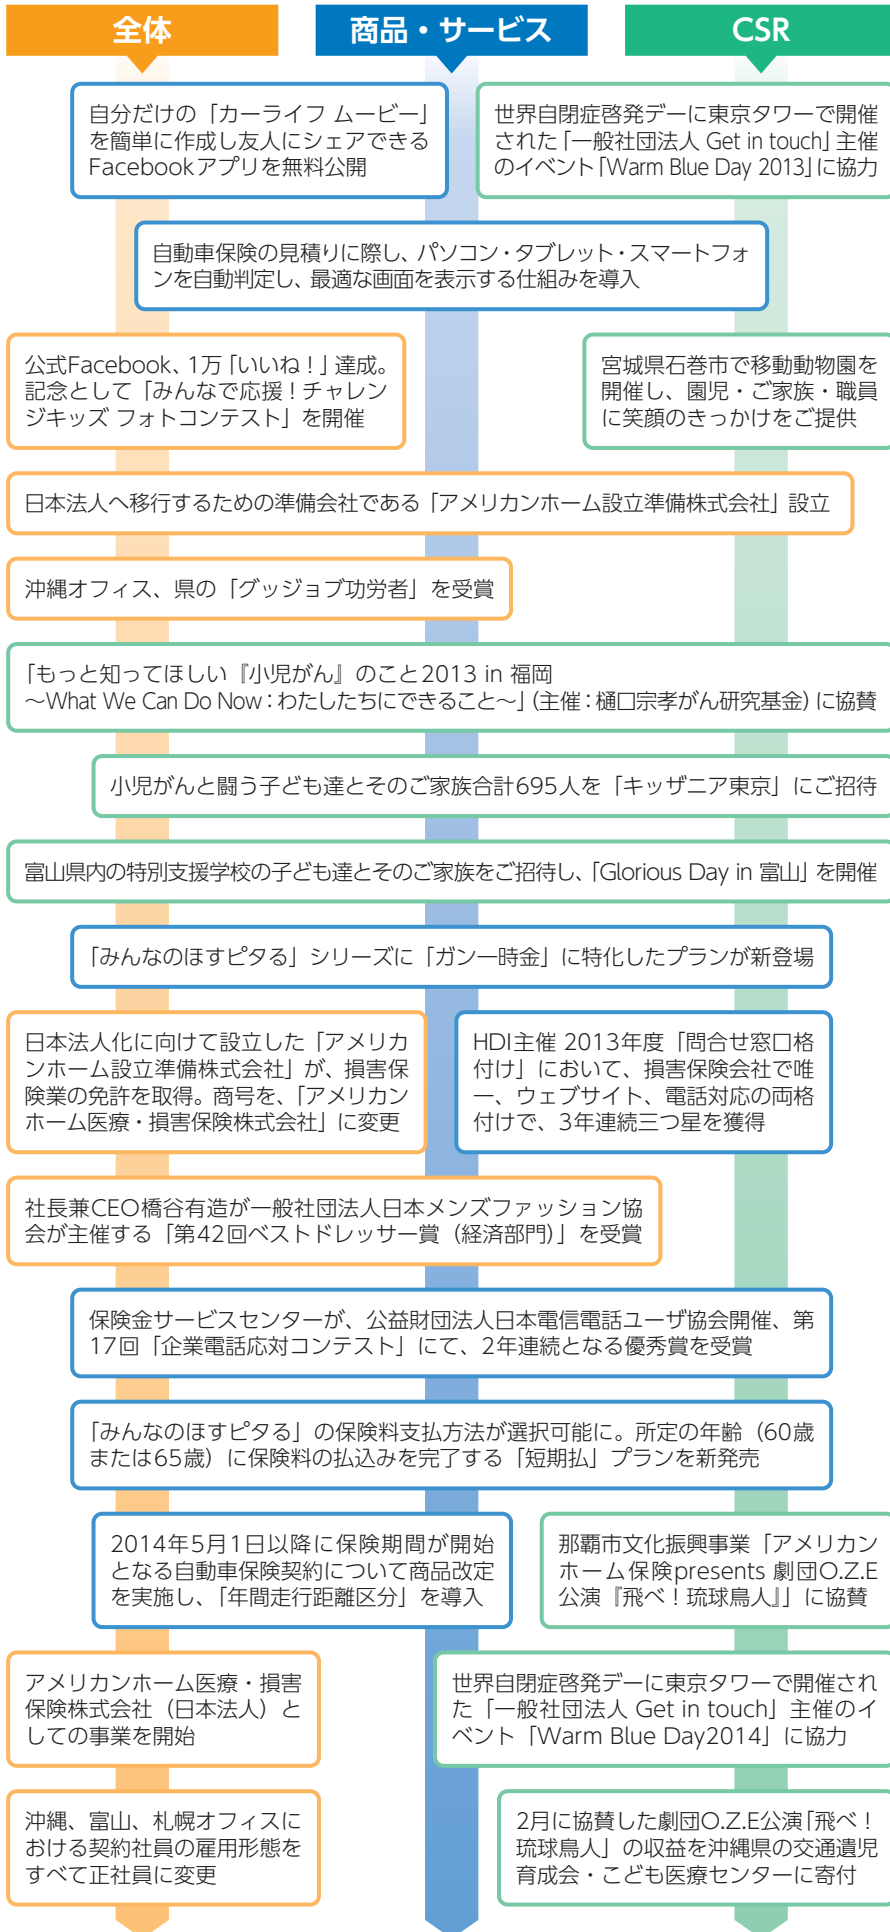 全体
商品・サービス
CSR
自分だけの「カーライフ ムービー」
を簡単に作成し友人にシェアできる
Facebookアプリを無料公開
世界自閉症啓発デーに東京タワーで開催
された「一般社団法人 Get in touch」主催
のイベント「Warm Blue Day 2013」に協力
自動車保険の見積りに際し、パソコン・タブレット・スマートフォ
ンを自動判定し、最適な画面を表示する仕組みを導入
公式Facebook、1万「いいね！」達成。
記念として「みんなで応援！チャレン
ジキッズ フォトコンテスト」を開催
宮城県石巻市で移動動物園を
開催し、園児・ご家族・職員
に笑顔のきっかけをご提供
日本法人へ移行するための準備会社である「アメリカンホーム設立準備株式会社」設立
沖縄オフィス、県の「グッジョブ功労者」を受賞
「もっと知ってほしい『小児がん』のこと2013 in 福岡
～What We Can Do Now：わたしたちにできること～」（主催：樋口宗孝がん研究基金）に協賛
小児がんと闘う子ども達とそのご家族合計695人を「キッザニア東京」にご招待
富山県内の特別支援学校の子ども達とそのご家族をご招待し、「Glorious Day in 富山」を開催
「みんなのほすピタる」シリーズに「ガン一時金」に特化したプランが新登場
日本法人化に向けて設立した「アメリカ
ンホーム設立準備株式会社」が、損害保
険業の免許を取得。商号を、「アメリカン
ホーム医療・損害保険株式会社」に変更
HDI主催 2013年度「問合せ窓口格
付け」において、損害保険会社で唯
一、ウェブサイト、電話対応の両格
付けで、3年連続三つ星を獲得
社長兼CEO橋谷有造が一般社団法人日本メンズファッション協
会が主催する「第42回ベストドレッサー賞（経済部門）」を受賞
保険金サービスセンターが、公益財団法人日本電信電話ユーザ協会開催、第
17回「企業電話応対コンテスト」にて、2年連続となる優秀賞を受賞
「みんなのほすピタる」の保険料支払方法が選択可能に。所定の年齢（60歳
または65歳）に保険料の払込みを完了する「短期払」プランを新発売
2014年5月1日以降に保険期間が開始
となる自動車保険契約について商品改定
を実施し、「年間走行距離区分」を導入
那覇市文化振興事業「アメリカン
ホーム保険presents 劇団O.Z.E
公演『飛べ！琉球鳥人』」に協賛
アメリカンホーム医療・損害
保険株式会社（日本法人）と
しての事業を開始
世界自閉症啓発デーに東京タワーで開催され
た「一般社団法人 Get in touch」主催のイ
ベント「Warm Blue Day2014」に協力
沖縄、富山、札幌オフィスに
おける契約社員の雇用形態を
すべて正社員に変更
2月に協賛した劇団O.Z.E公演「飛べ！
琉球鳥人」の収益を沖縄県の交通遺児
育成会・こども医療センターに寄付